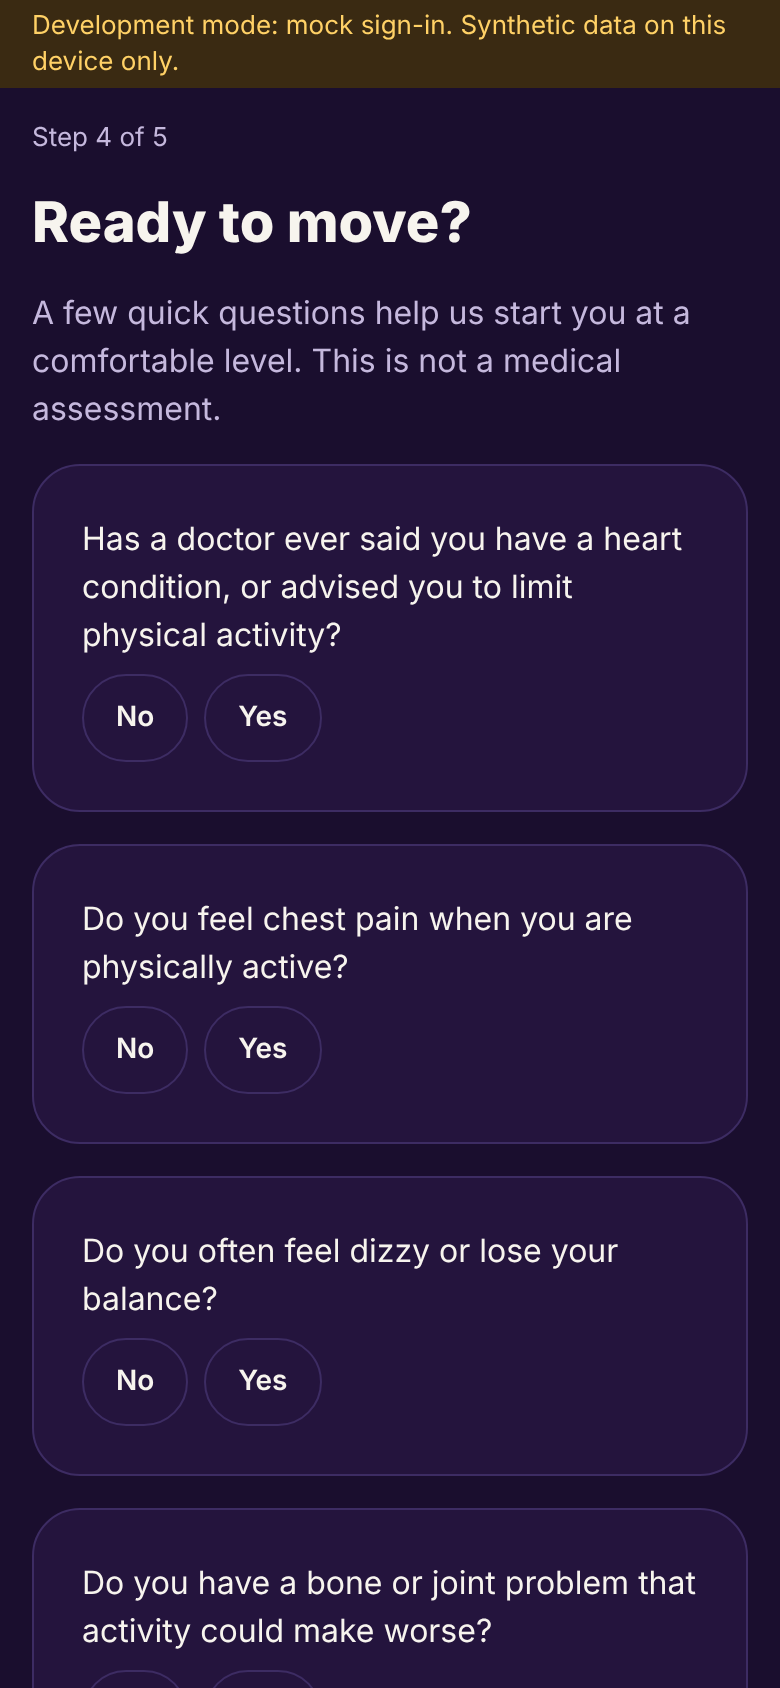 Development mode: mock sign-in. Synthetic data on this
device only.
Step 4 of 5
Ready to move?
A few quick questions help us start you at a
comfortable level. This is not a medical
assessment.
Has a doctor ever said you have a heart
condition, or advised you to limit
physical activity?
No Yes
Do you feel chest pain when you are
physically active?
No Yes
Do you often feel dizzy or lose your
balance?
No Yes
Do you have a bone or joint problem that
activity could make worse?